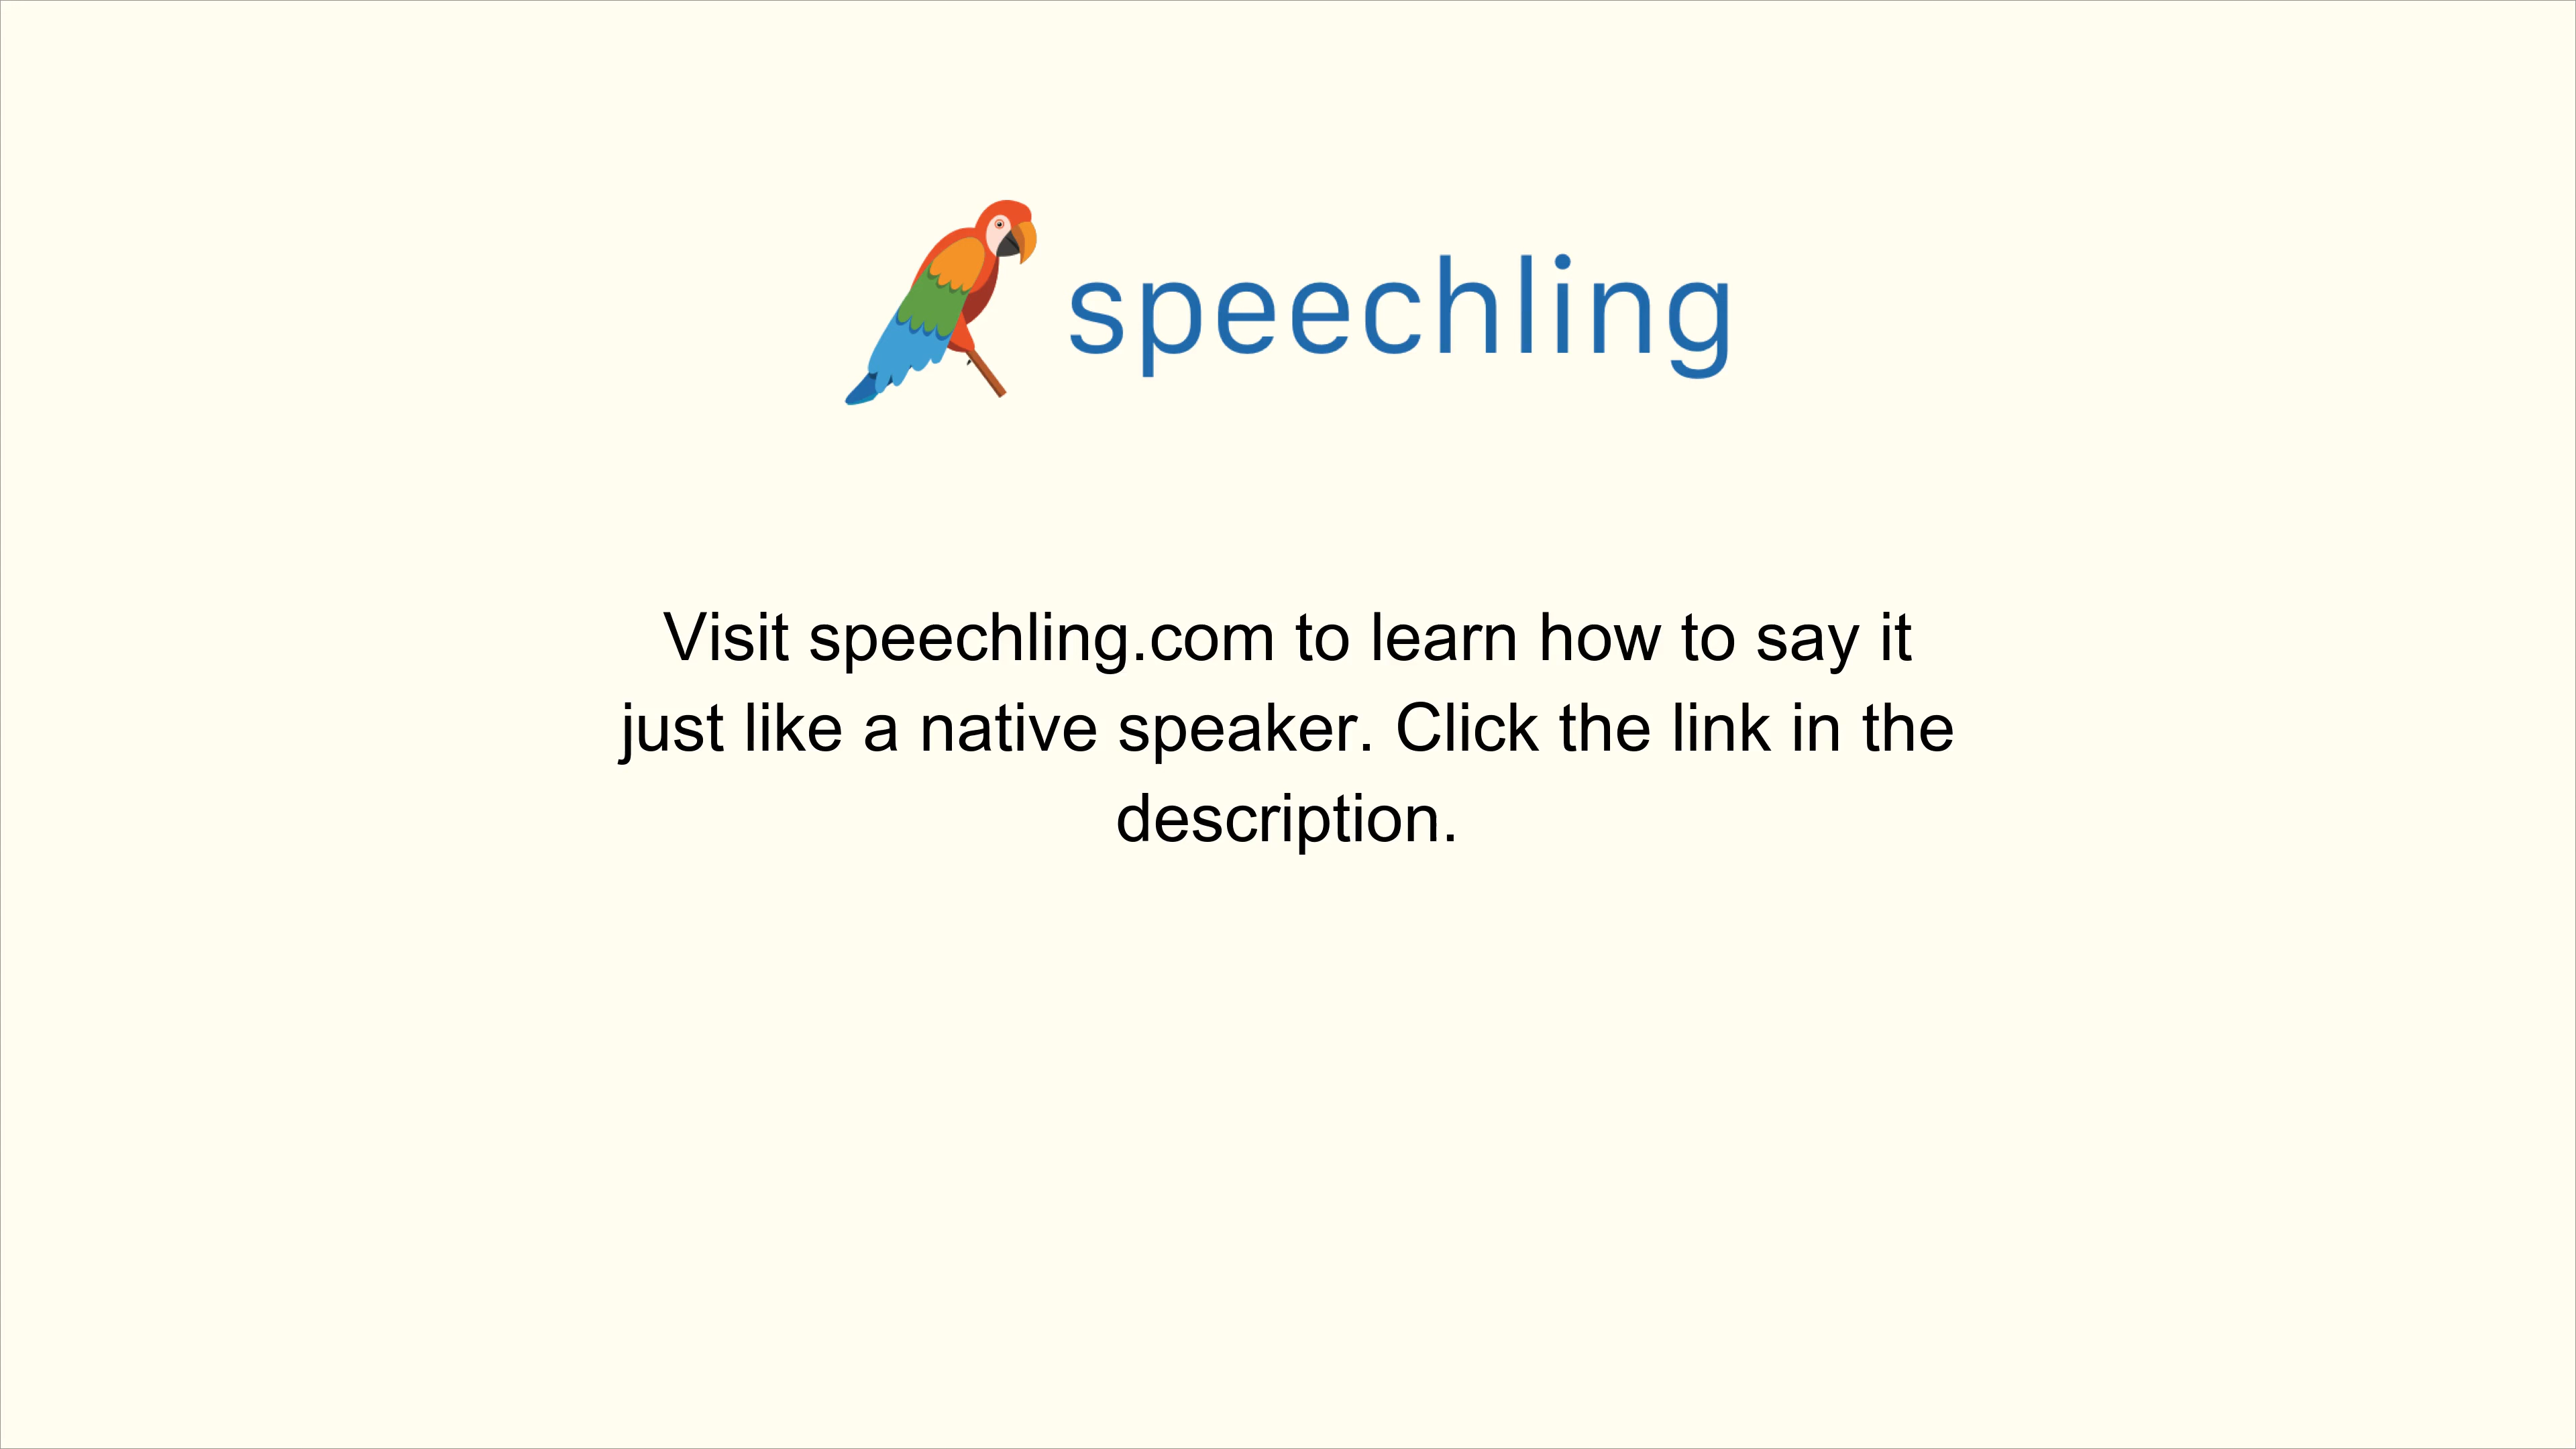 speechling
Visit speechling.com to learn how to say it
just like a native speaker. Click the link in the
description.